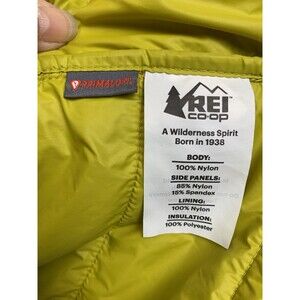 PRIMALOFT
REI
CO·OP
A Wilderness Spirit
Born in 1938
BODY:
100% Nylon
SIDE PANELS:
85% Nylon
15% Spandex
LINING:
100% Nylon
INSULATION:
100% Polyester